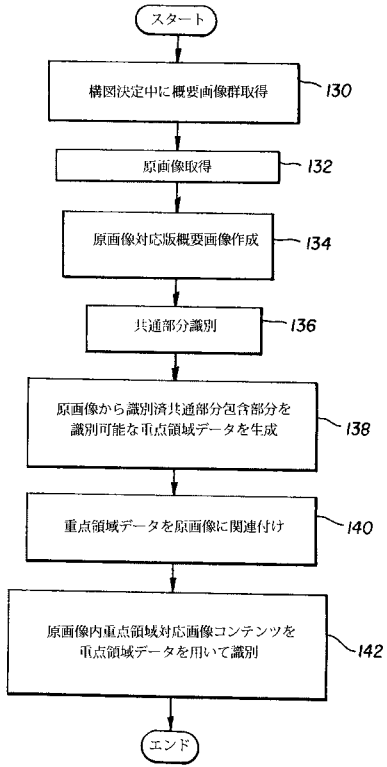 スタート
構図決定中に概要画像群取得
130
原画像取得
132
原画像対応版概要画像作成
134
共通部分識別
136
原画像から識別済共通部分包含部分を
識別可能な重点領域データを生成
138
重点領域データを原画像に関連付け
140
原画像内重点領域対応画像コンテンツを
重点領域データを用いて識別
142
エンド